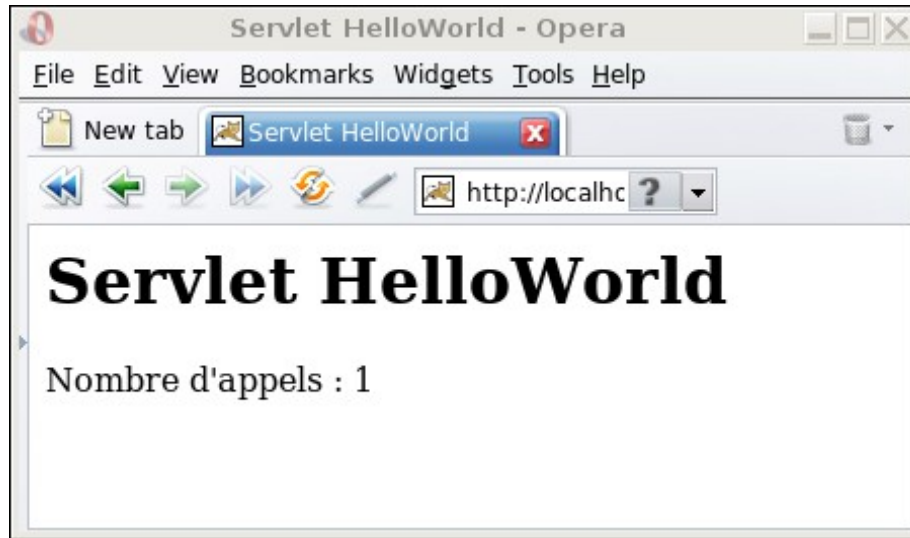 Servlet HelloWorld - Opera
File Edit View Bookmarks Widgets Tools Help
New tab Servlet HelloWorld
http://localhc ?
Servlet HelloWorld
Nombre d'appels : 1